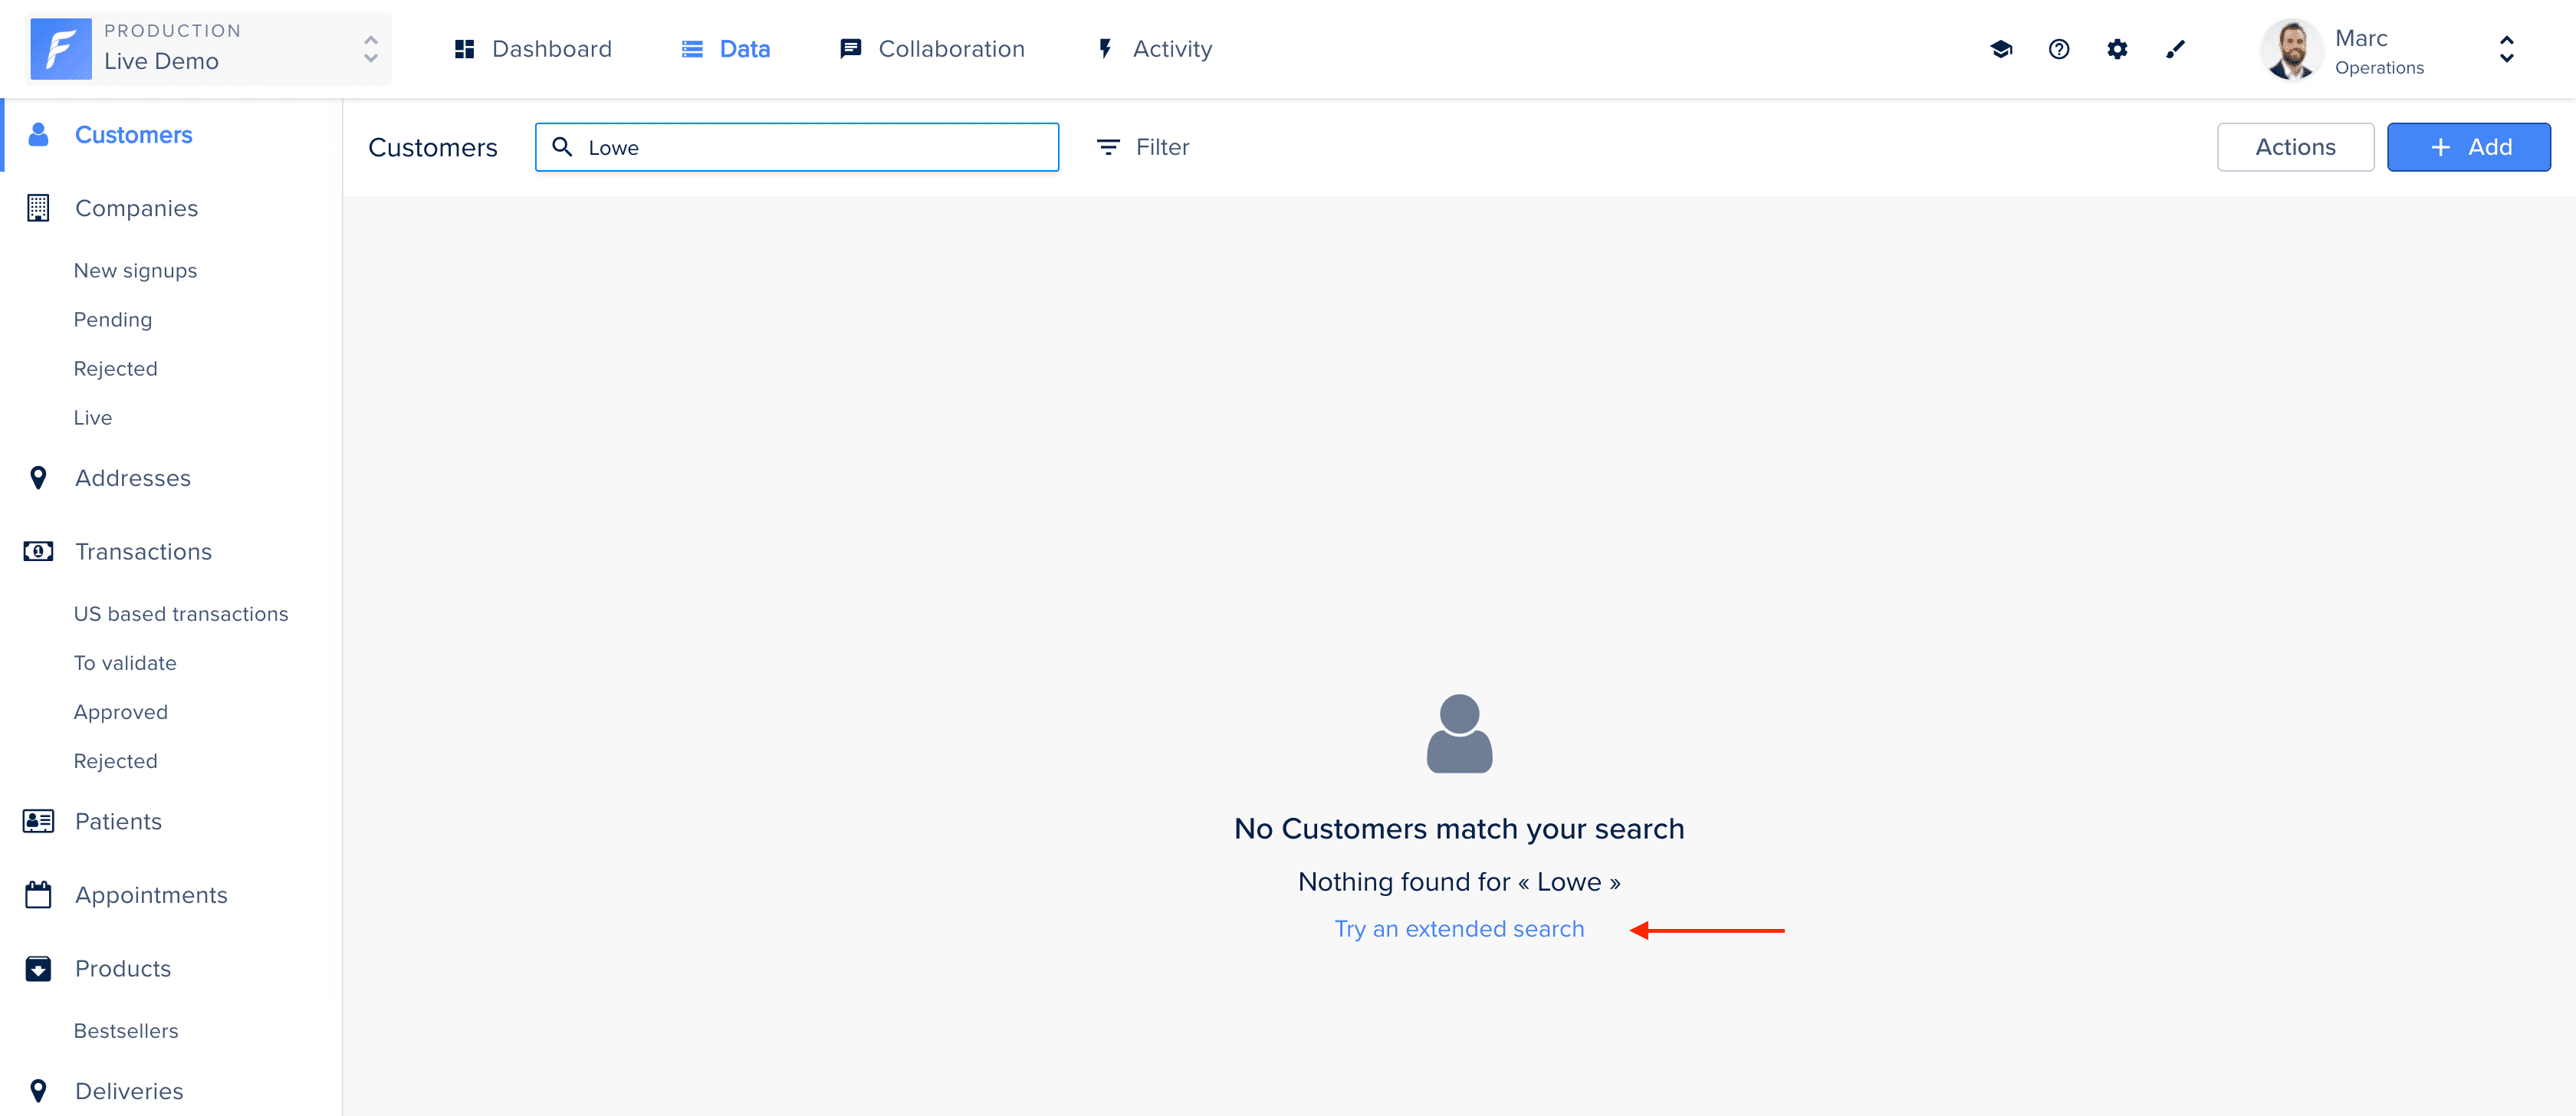 PRODUCTION
Live Demo
Dashboard
Data
Collaboration
Activity
Marc
Operations
Customers
Companies
New signups
Pending
Rejected
Live
Addresses
Transactions
US based transactions
To validate
Approved
Rejected
Patients
Appointments
Products
Bestsellers
Deliveries
Customers
Lowe
Filter
Actions
+ Add
No Customers match your search
Nothing found for « Lowe »
Try an extended search